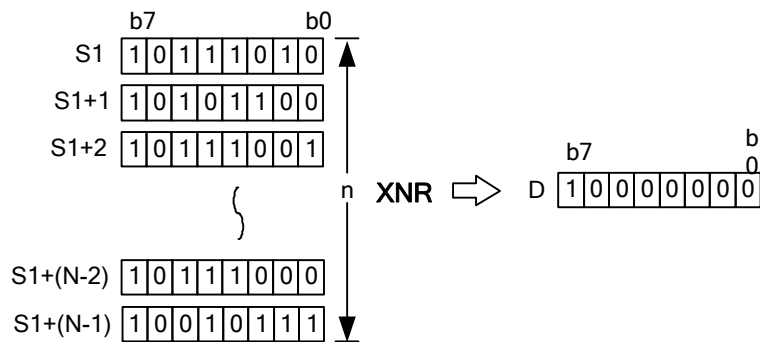 b7 b0
S1 1 0 1 1 1 0 1 0
S1+1 1 0 1 0 1 1 0 0
S1+2 1 0 1 1 1 0 0 1
n XNR
b7 b0
D 1 0 0 0 0 0 0 0
S1+(N-2) 1 0 1 1 1 0 0 0
S1+(N-1) 1 0 0 1 0 1 1 1